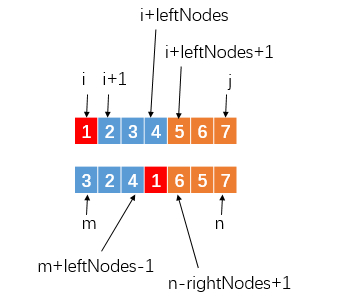 i+leftNodes
i+leftNodes+1
i i+1 j
1 2 3 4 5 6 7
3 2 4 1 6 5 7
m n
m+leftNodes-1
n-rightNodes+1